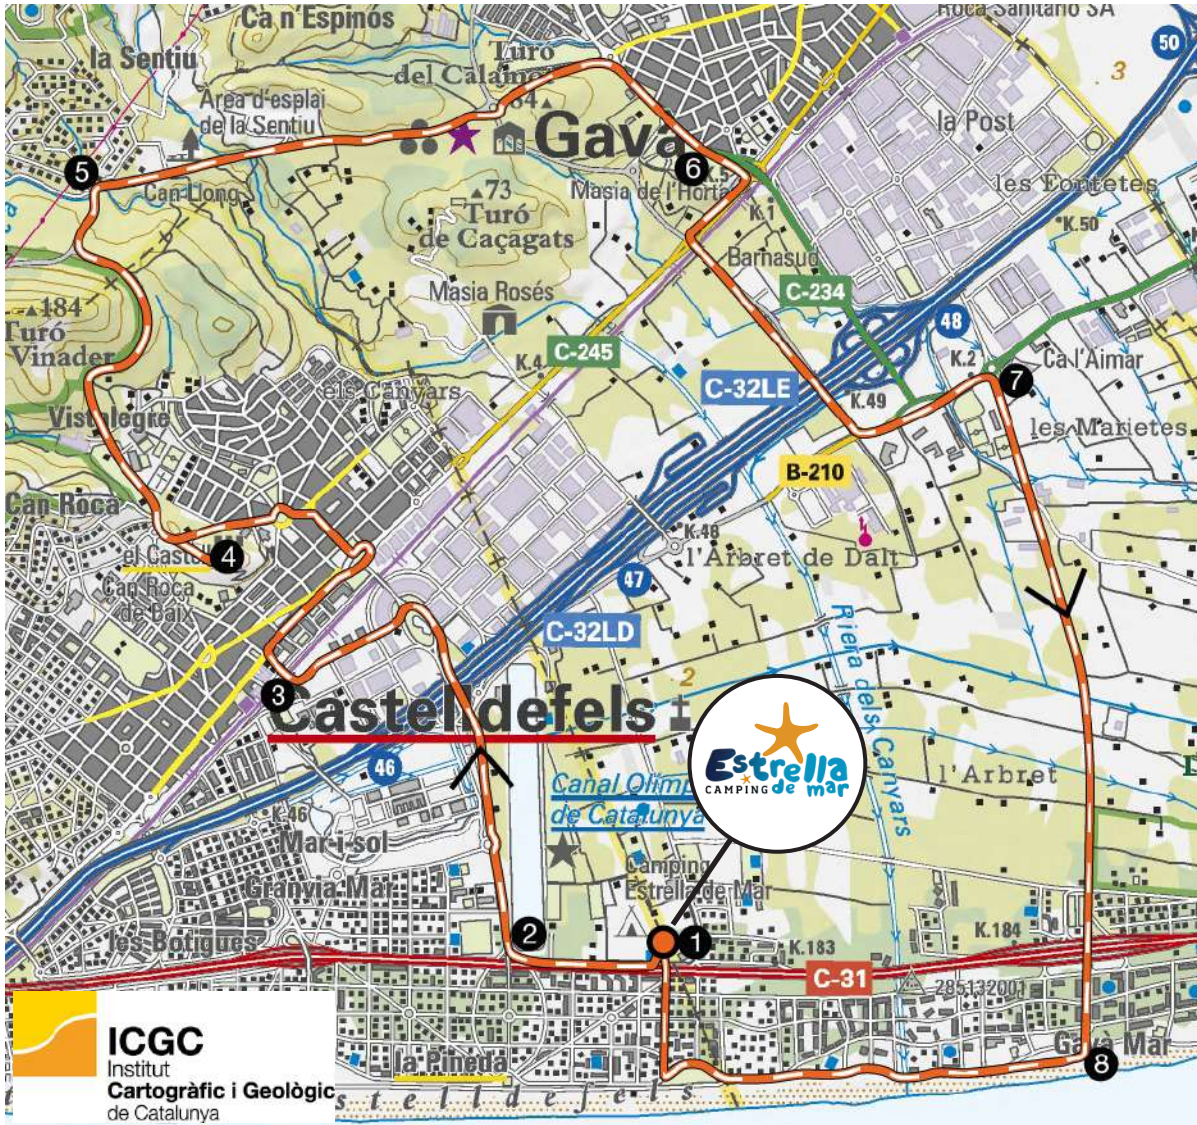 Ca n'Espinos
Roca Sanitario SA
la Sentiu
Turó
50
3
Àrea d'esplai
de la Sentiu
Gavà
la Post
5
6
K.5
Can Llong
73
Masia de l'Horta
les Fontetes
Turó
de Caçagats
K.1
K.50
Barnasud
184
Turó
Vinader
Masia Rosés
C-234
48
C-245
K.4
K.2
Ca l'Aimar
els Canyars
C-32LE
K.49
7
Vistalegre
les Marietes
B-210
Can Roca
K.48
el Castell
4
l'Arbret de Dalt
Can Roca
de Baix
47
C-32LD
Riera dels Canyars
2
3
Castelldefels
Estrella
de mar
CAMPING
46
l'Arbret
Canal Olímp
de Catalunya
K.46
Mar-i-sol
Camping
Estrella de Mar
Granvia Mar
les Botigues
2
1
K.183
K.184
C-31
285132001
ICGC
Institut
Cartogràfic i Geològic
de Catalunya
la Pineda
Gavà Mar
8
stelldefels